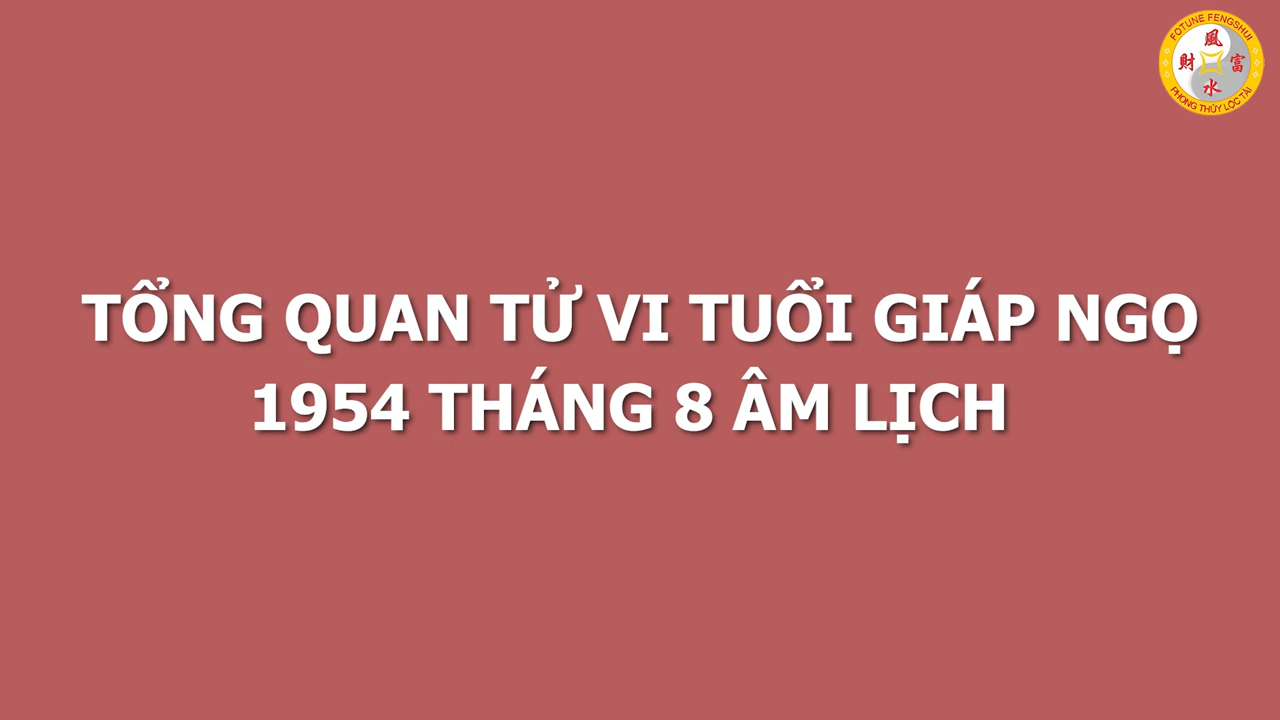 FOTUNE FENGSHUI
風
財 富
水
PHONG THỦY LỘC TÀI
TỔNG QUAN TỬ VI TUỔI GIÁP NGỌ
1954 THÁNG 8 ÂM LỊCH